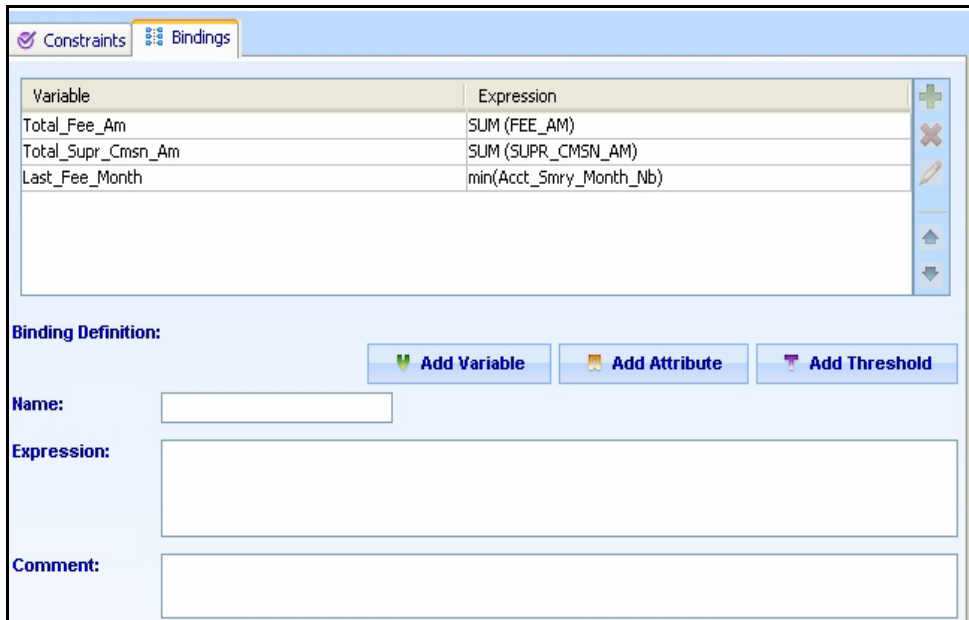 Constraints Bindings
Variable Expression
Total_Fee_Am SUM (FEE_AM)
Total_Supr_Cmsn_Am SUM (SUPR_CMSN_AM)
Last_Fee_Month min(Acct_Smry_Month_Nb)
Binding Definition:
Add Variable Add Attribute Add Threshold
Name:
Expression:
Comment: